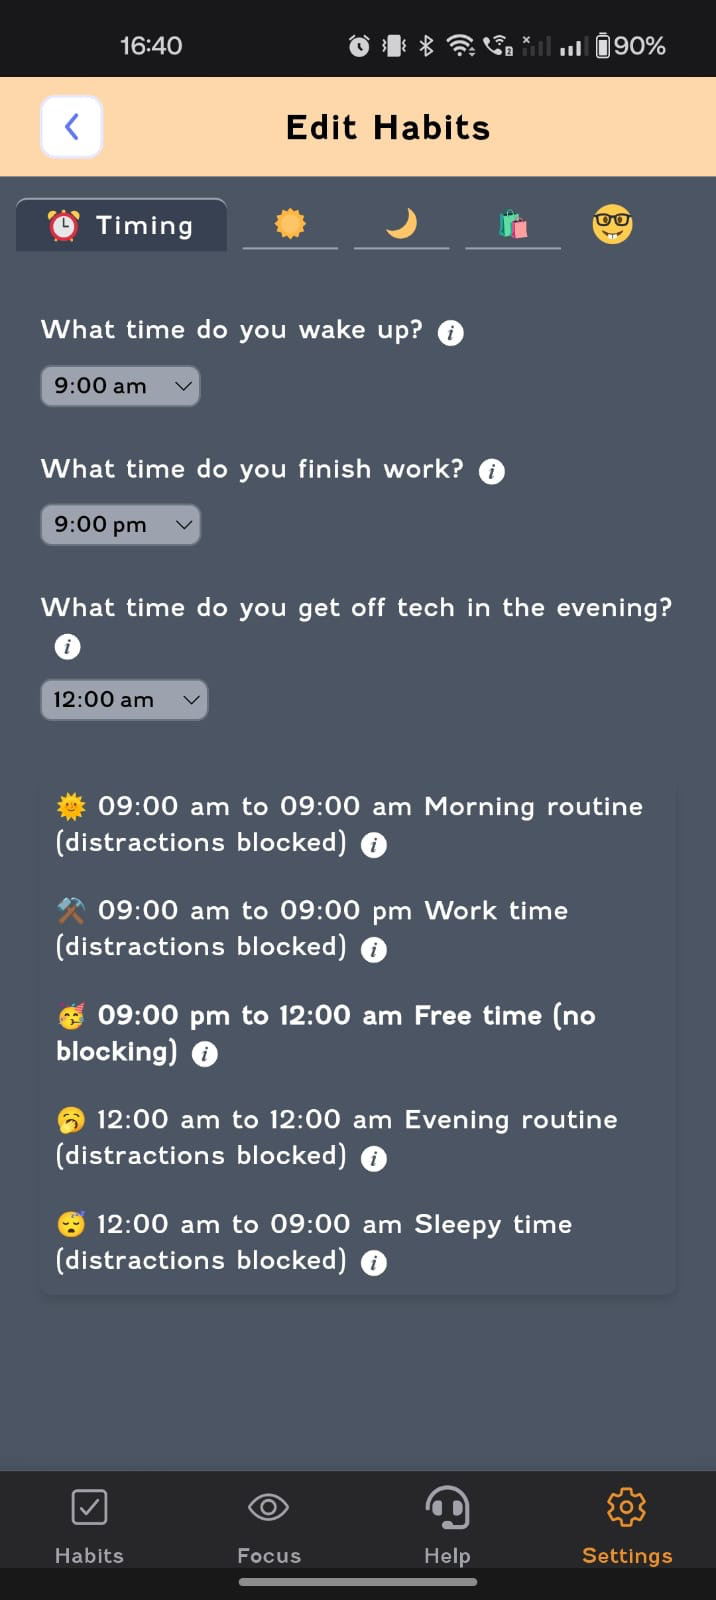 16:40
90%
Edit Habits
Timing
What time do you wake up?
9:00 am
What time do you finish work?
9:00 pm
What time do you get off tech in the evening?
12:00 am
09:00 am to 09:00 am Morning routine
(distractions blocked)
09:00 am to 09:00 pm Work time
(distractions blocked)
09:00 pm to 12:00 am Free time (no
blocking)
12:00 am to 12:00 am Evening routine
(distractions blocked)
12:00 am to 09:00 am Sleepy time
(distractions blocked)
Habits
Focus
Help
Settings